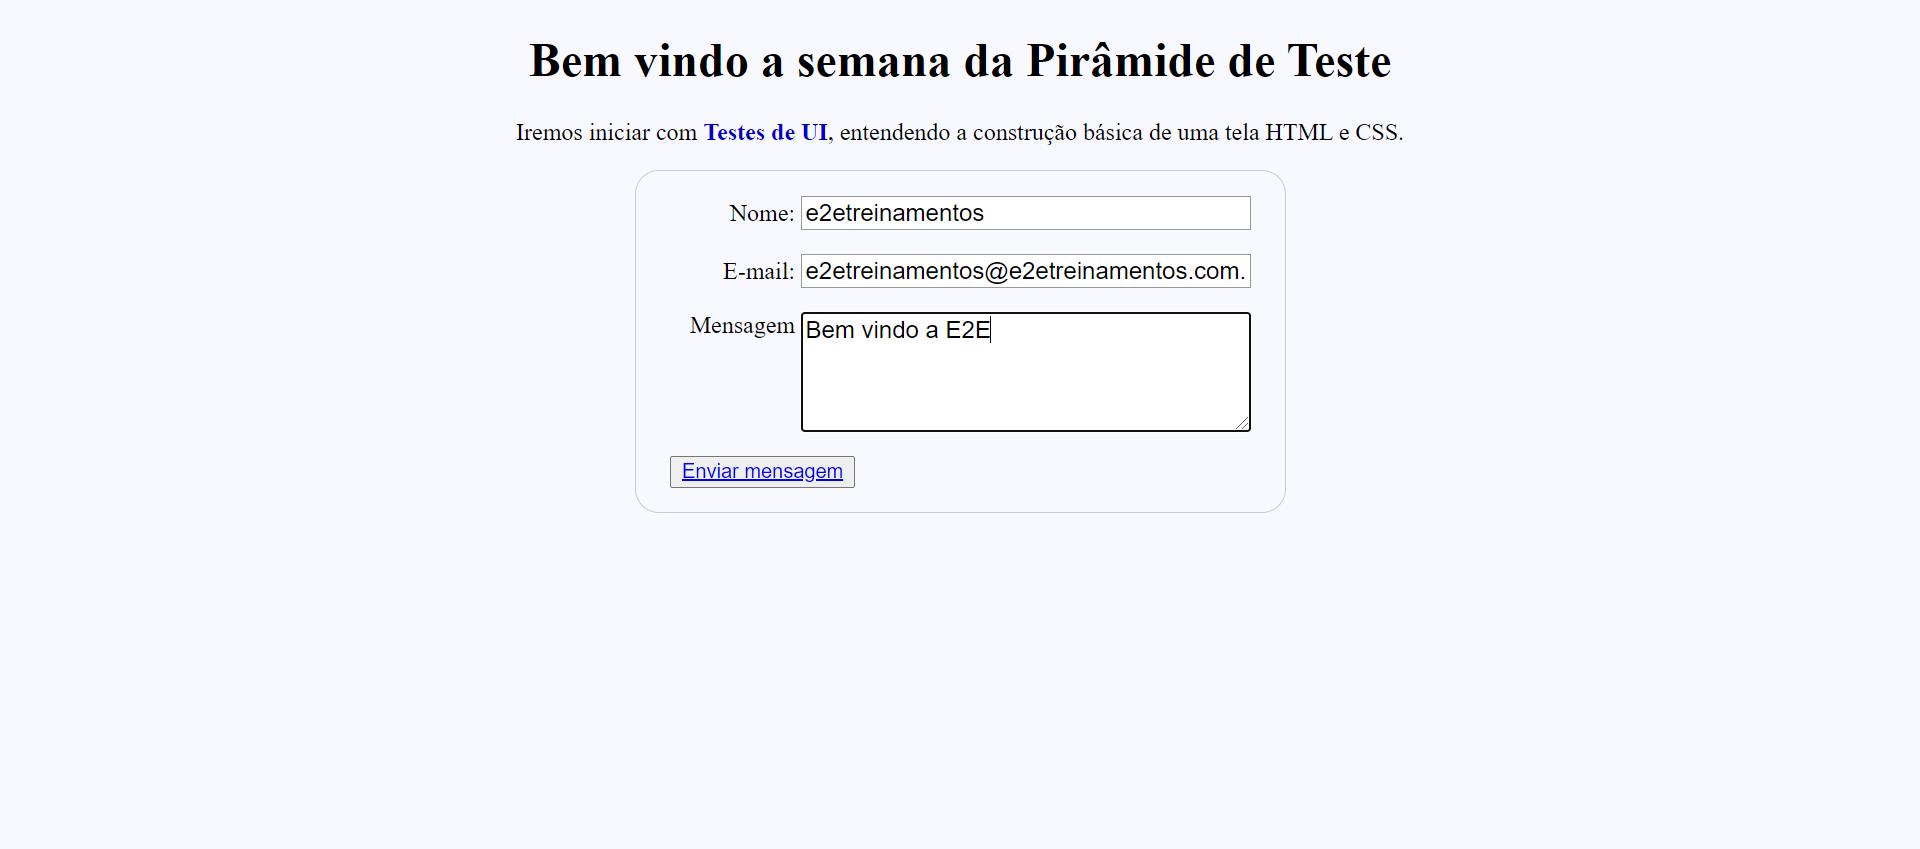 Bem vindo a semana da Pirâmide de Teste
Iremos iniciar com Testes de UI, entendendo a construção básica de uma tela HTML e CSS.
Nome: e2etreinamentos
E-mail: e2etreinamentos@e2etreinamentos.com.
Mensagem Bem vindo a E2E
Enviar mensagem